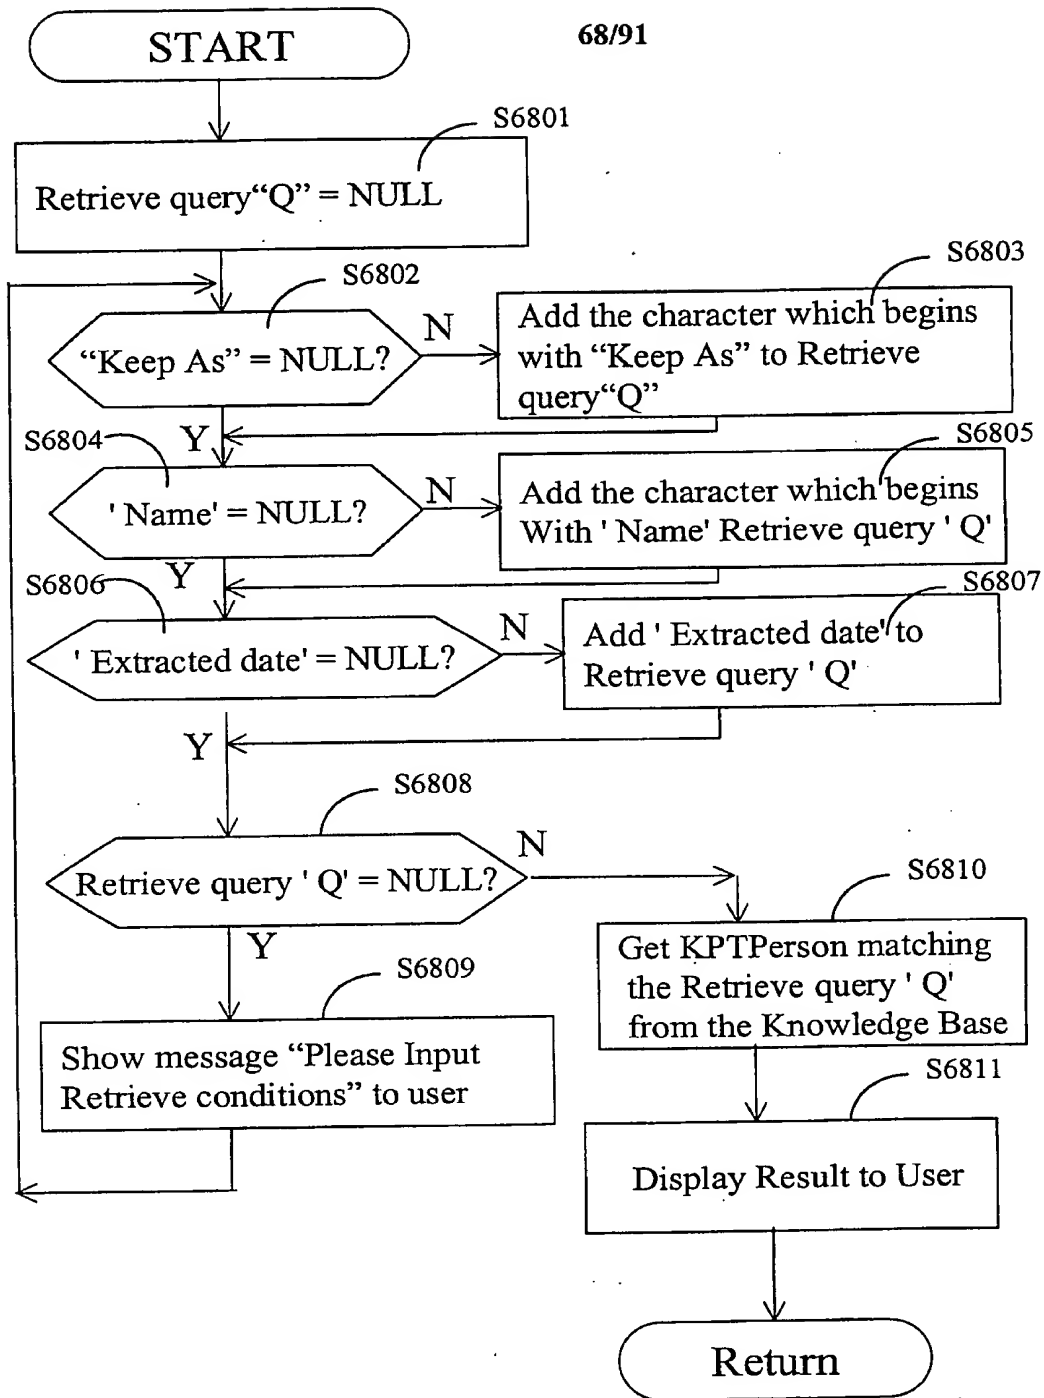 START
68/91
S6801
Retrieve query“Q” = NULL
S6802
“Keep As” = NULL?
N
S6803
Add the character which begins
with “Keep As” to Retrieve
query“Q”
Y
S6804
' Name' = NULL?
N
S6805
Add the character which begins
With ' Name' Retrieve query ' Q'
Y
S6806
' Extracted date' = NULL?
N
S6807
Add ' Extracted date' to
Retrieve query ' Q'
Y
S6808
Retrieve query ' Q' = NULL?
N
Y
S6809
Show message “Please Input
Retrieve conditions” to user
S6810
Get KPTPerson matching
the Retrieve query ' Q'
from the Knowledge Base
S6811
Display Result to User
Return